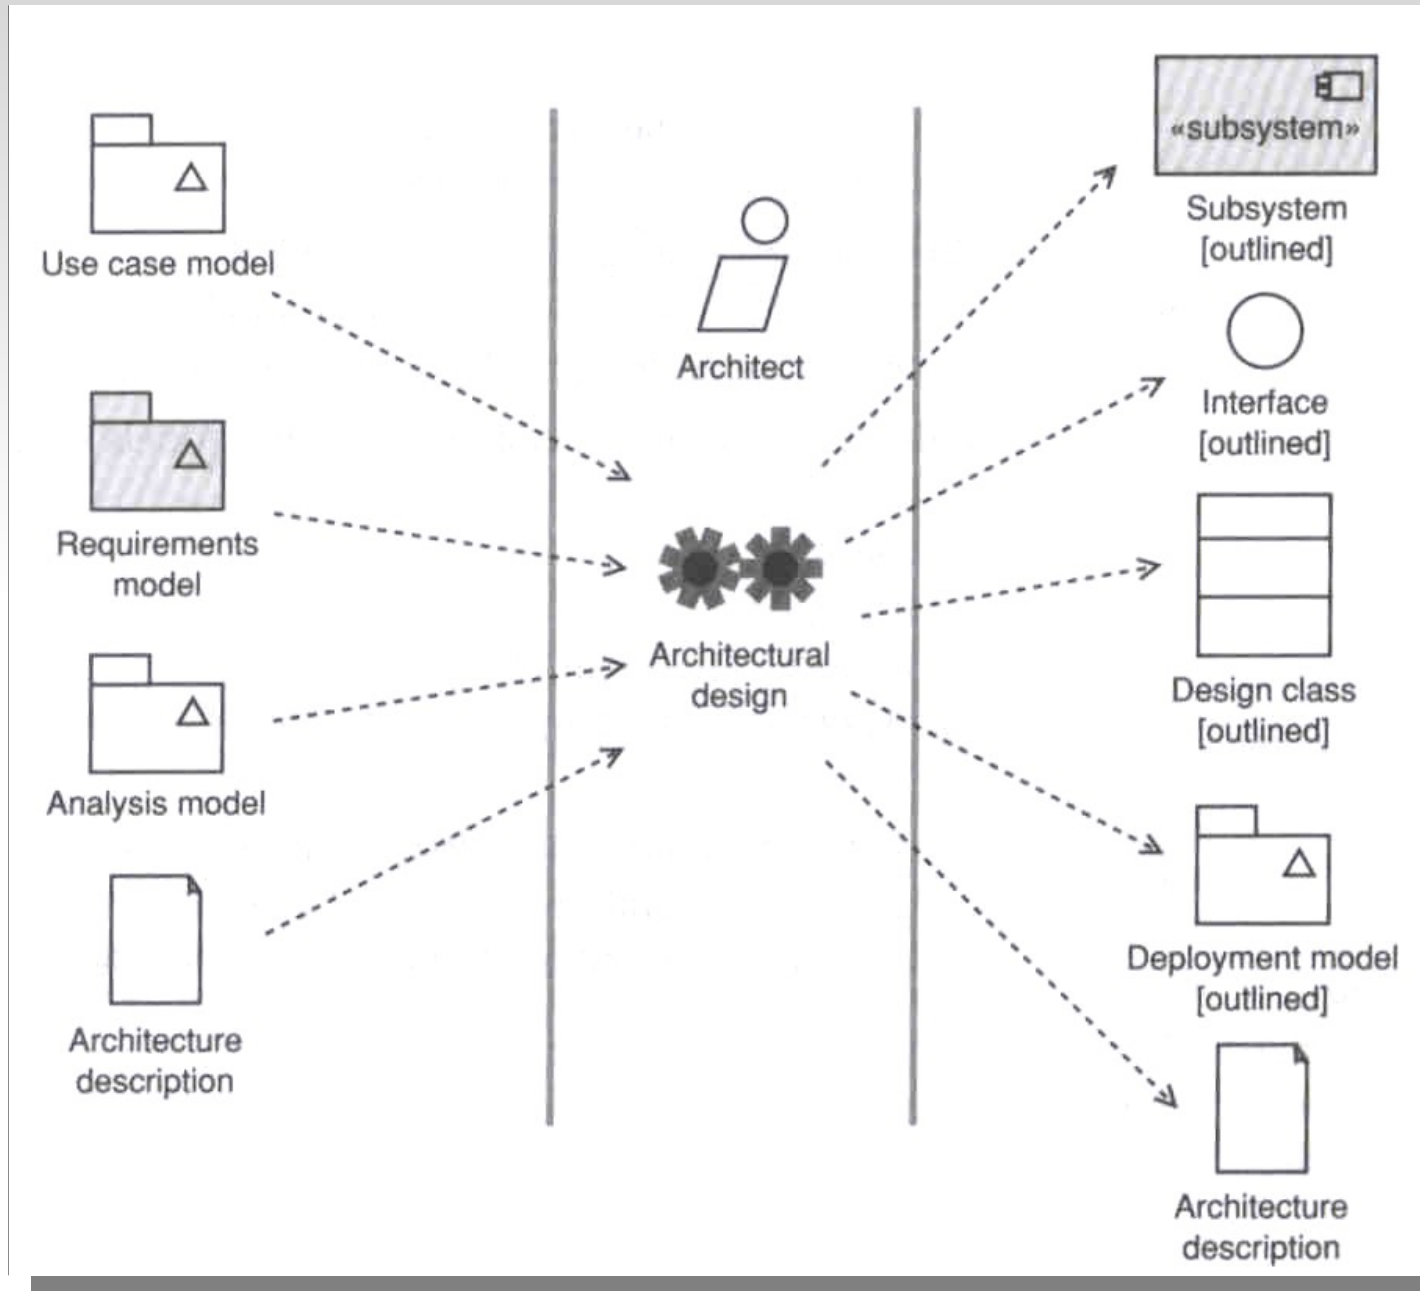 Use case model
Requirements
model
Analysis model
Architecture
description
Architect
Architectural
design
«subsystem»
Subsystem
[outlined]
Interface
[outlined]
Design class
[outlined]
Deployment model
[outlined]
Architecture
description